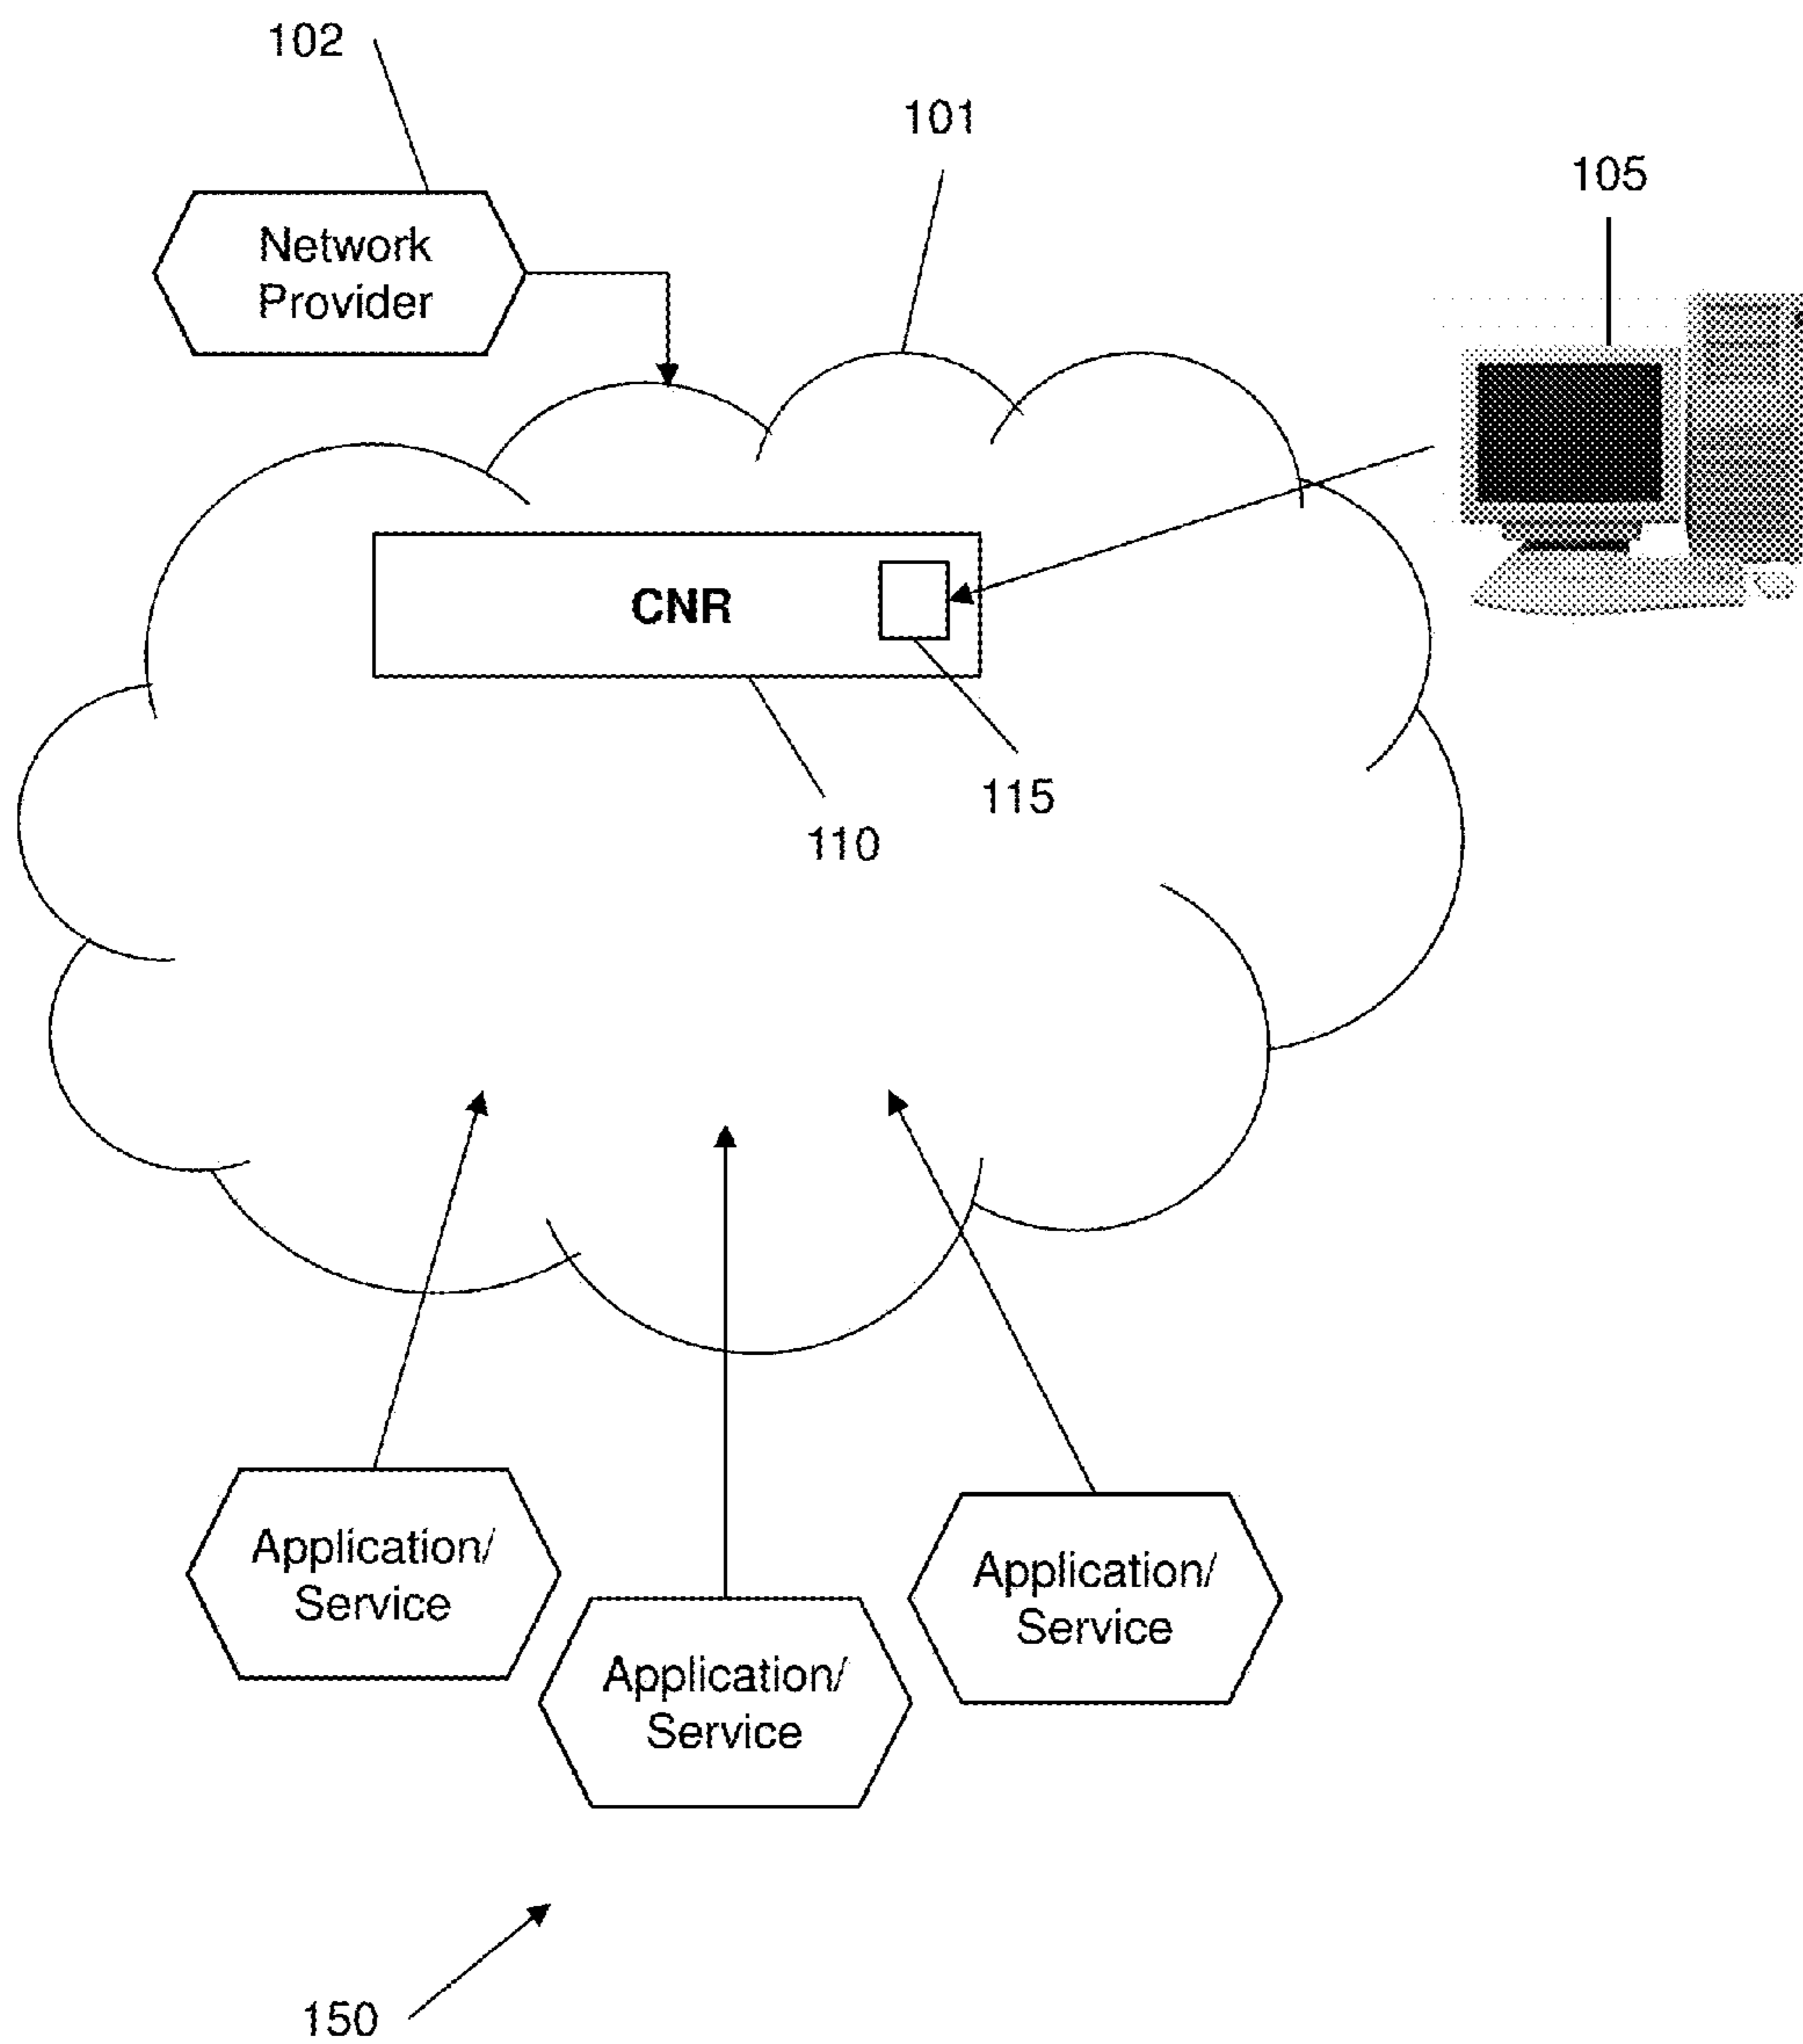 102
101
105
Network
Provider
CNR
115
110
Application/
Service
Application/
Service
Application/
Service
150